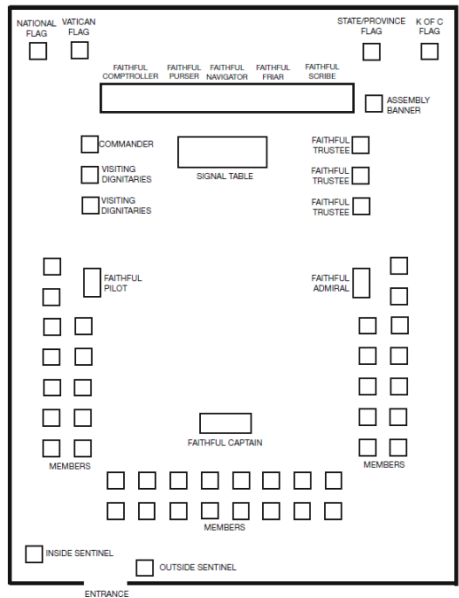 NATIONAL
FLAG
VATICAN
FLAG
STATE/PROVINCE
FLAG
K OF C
FLAG
FAITHFUL
COMPTROLLER
FAITHFUL
PURSER
FAITHFUL
NAVIGATOR
FAITHFUL
FRIAR
FAITHFUL
SCRIBE
ASSEMBLY
BANNER
COMMANDER
SIGNAL TABLE
FAITHFUL
TRUSTEE
VISITING
DIGNITARIES
FAITHFUL
TRUSTEE
VISITING
DIGNITARIES
FAITHFUL
TRUSTEE
FAITHFUL
PILOT
FAITHFUL
ADMIRAL
FAITHFUL CAPTAIN
MEMBERS
MEMBERS
MEMBERS
INSIDE SENTINEL
OUTSIDE SENTINEL
ENTRANCE